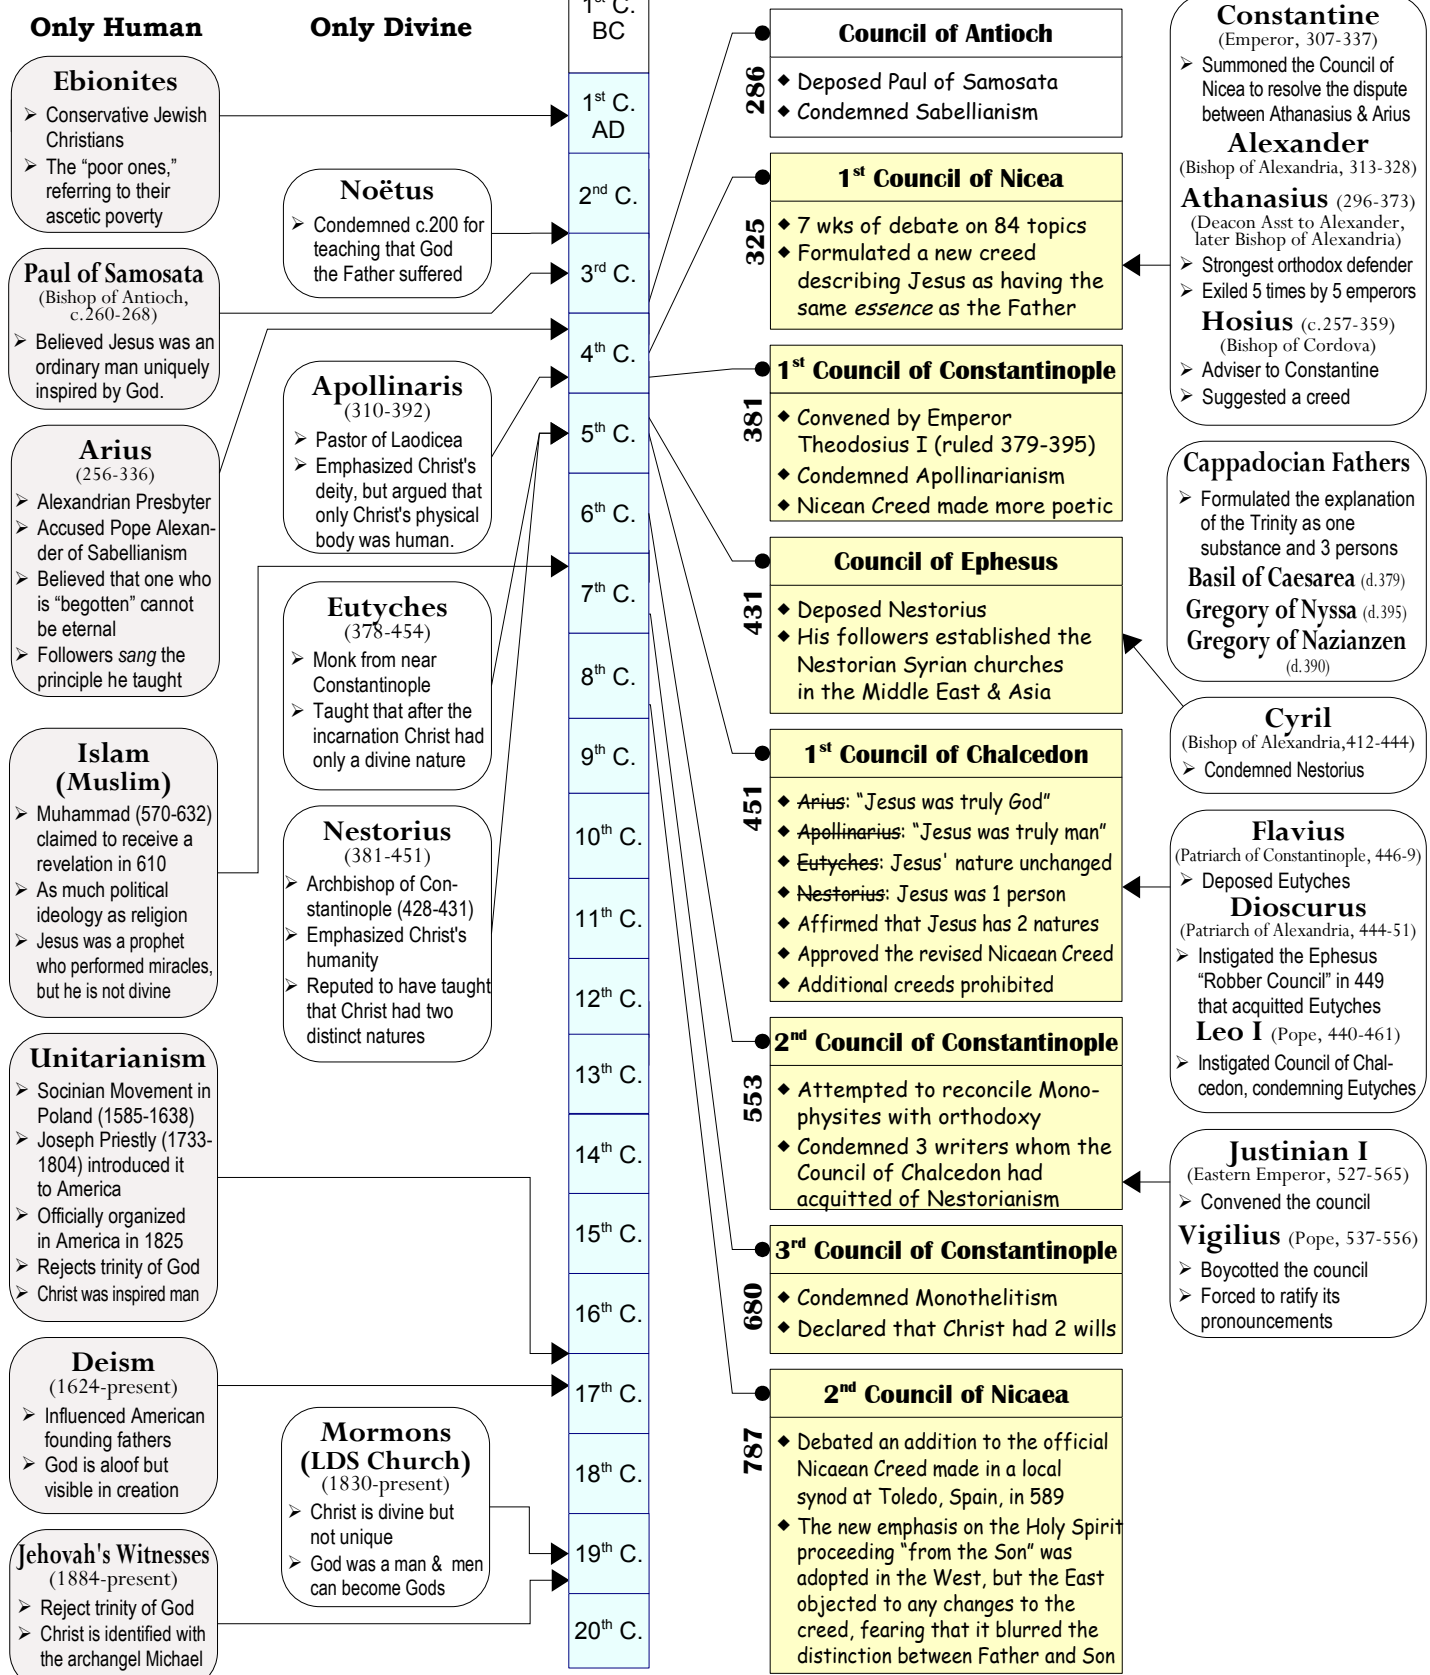 Only Human
Ebionites
➢ Conservative Jewish
Christians
➢ The “poor ones,”
referring to their
ascetic poverty
Paul of Samosata
(Bishop of Antioch,
c.260-268)
➢ Believed Jesus was an
ordinary man uniquely
inspired by God.
Arius
(256-336)
➢ Alexandrian Presbyter
➢ Accused Pope Alexan-
der of Sabellianism
➢ Believed that one who
is “begotten” cannot
be eternal
➢ Followers sang the
principle he taught
Islam
(Muslim)
➢ Muhammad (570-632)
claimed to receive a
revelation in 610
➢ As much political
ideology as religion
➢ Jesus was a prophet
who performed miracles,
but he is not divine
Unitarianism
➢ Socinian Movement in
Poland (1585-1638)
➢ Joseph Priestly (1733-
1804) introduced it
to America
➢ Officially organized
in America in 1825
➢ Rejects trinity of God
➢ Christ was inspired man
Deism
(1624-present)
➢ Influenced American
founding fathers
➢ God is aloof but
visible in creation
Jehovah's Witnesses
(1884-present)
➢ Reject trinity of God
➢ Christ is identified with
the archangel Michael
Only Divine
Noëtus
➢ Condemned c.200 for
teaching that God
the Father suffered
Apollinaris
(310-392)
➢ Pastor of Laodicea
➢ Emphasized Christ's
deity, but argued that
only Christ's physical
body was human.
Eutyches
(378-454)
➢ Monk from near
Constantinople
➢ Taught that after the
incarnation Christ had
only a divine nature
Nestorius
(381-451)
➢ Archbishop of Con-
stantinople (428-431)
➢ Emphasized Christ's
humanity
➢ Reputed to have taught
that Christ had two
distinct natures
Mormons
(LDS Church)
(1830-present)
➢ Christ is divine but
not unique
➢ God was a man & men
can become Gods
1st C.
BC
1st C.
AD
2nd C.
3rd C.
4th C.
5th C.
6th C.
7th C.
8th C.
9th C.
10th C.
11th C.
12th C.
13th C.
14th C.
15th C.
16th C.
17th C.
18th C.
19th C.
20th C.
286
Council of Antioch
◆ Deposed Paul of Samosata
◆ Condemned Sabellianism
325
1st Council of Nicea
◆ 7 wks of debate on 84 topics
◆ Formulated a new creed
describing Jesus as having the
same essence as the Father
381
1st Council of Constantinople
◆ Convened by Emperor
Theodosius I (ruled 379-395)
◆ Condemned Apollinarianism
◆ Nicean Creed made more poetic
431
Council of Ephesus
◆ Deposed Nestorius
◆ His followers established the
Nestorian Syrian churches
in the Middle East & Asia
451
1st Council of Chalcedon
◆ Arius: “Jesus was truly God”
◆ Apollinarius: “Jesus was truly man”
◆ Eutyches: Jesus' nature unchanged
◆ Nestorius: Jesus was 1 person
◆ Affirmed that Jesus has 2 natures
◆ Approved the revised Nicaean Creed
◆ Additional creeds prohibited
553
2nd Council of Constantinople
◆ Attempted to reconcile Mono-
physites with orthodoxy
◆ Condemned 3 writers whom the
Council of Chalcedon had
acquitted of Nestorianism
680
3rd Council of Constantinople
◆ Condemned Monothelitism
◆ Declared that Christ had 2 wills
787
2nd Council of Nicaea
◆ Debated an addition to the official
Nicaean Creed made in a local
synod at Toledo, Spain, in 589
◆ The new emphasis on the Holy Spirit
proceeding “from the Son” was
adopted in the West, but the East
objected to any changes to the
creed, fearing that it blurred the
distinction between Father and Son
Constantine
(Emperor, 307-337)
➢ Summoned the Council of
Nicea to resolve the dispute
between Athanasius & Arius
Alexander
(Bishop of Alexandria, 313-328)
Athanasius (296-373)
(Deacon Asst to Alexander,
later Bishop of Alexandria)
➢ Strongest orthodox defender
➢ Exiled 5 times by 5 emperors
Hosius (c.257-359)
(Bishop of Cordova)
➢ Adviser to Constantine
➢ Suggested a creed
Cappadocian Fathers
➢ Formulated the explanation
of the Trinity as one
substance and 3 persons
Basil of Caesarea (d.379)
Gregory of Nyssa (d.395)
Gregory of Nazianzen
(d.390)
Cyril
(Bishop of Alexandria,412-444)
➢ Condemned Nestorius
Flavius
(Patriarch of Constantinople, 446-9)
➢ Deposed Eutyches
Dioscurus
(Patriarch of Alexandria, 444-51)
➢ Instigated the Ephesus
“Robber Council” in 449
that acquitted Eutyches
Leo I (Pope, 440-461)
➢ Instigated Council of Chal-
cedon, condemning Eutyches
Justinian I
(Eastern Emperor, 527-565)
➢ Convened the council
Vigilius (Pope, 537-556)
➢ Boycotted the council
➢ Forced to ratify its
pronouncements